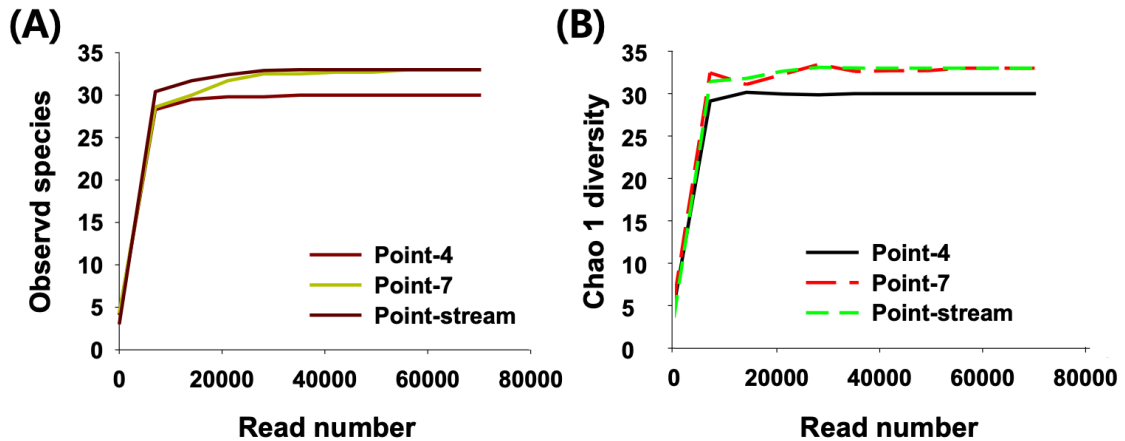 (A)
Observd species
35
30
25
20
15
10
5
0
Point-4
Point-7
Point-stream
0 20000 40000 60000 80000
Read number
(B)
Chao 1 diversity
35
30
25
20
15
10
5
0
Point-4
Point-7
Point-stream
0 20000 40000 60000 80000
Read number